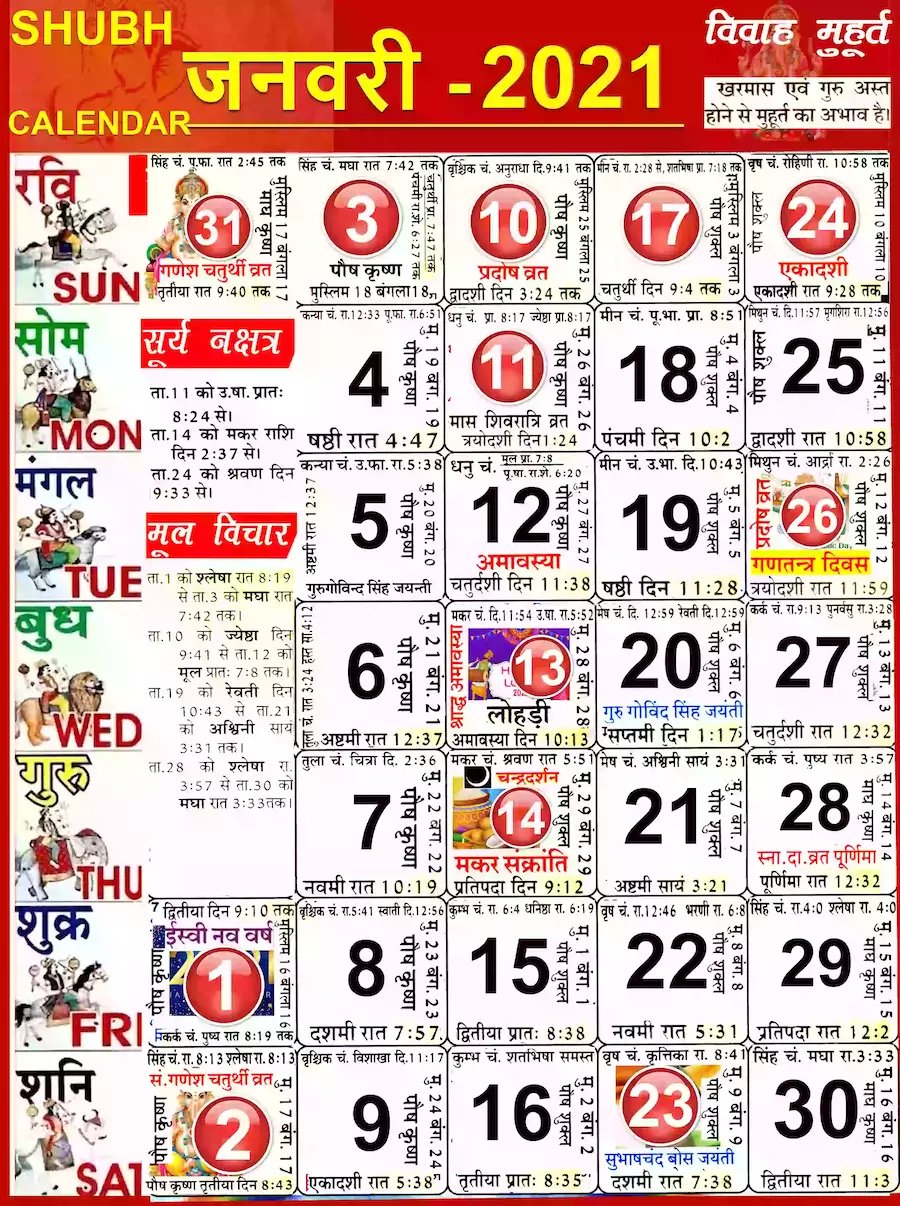 SHUBH
CALENDAR
जनवरी - 2021
विवाह मुहूर्त
खरमास एवं गुरु अस्त
होने से मुहूर्त का अभाव है।
रवि
SUN
सिंह चं. पू.फा. रात 2:45 तक
31
माघ कृष्ण
मुस्लिम 17 बंगला 17
गणेश चतुर्थी व्रत
तृतीया रात 9:40 तक
सिंह चं. मघा रात 7:42 तक
3
चतुर्थी प्रा. 7:47 तक
पौष कृष्ण
मुस्लिम 18 बंगला 18
वृश्चिक चं. अनुराधा दि.9:41 तक
10
पौष कृष्ण
मुस्लिम 25 बंगला 25
प्रदोष व्रत
द्वादशी दिन 3:24 तक
मीन चं. रा. 2:28 से, शतभिषा प्रा. 7:18 तक
17
पौष शुक्ल
मुस्लिम 3 बंगला 3
चतुर्थी दिन 9:4 तक
वृष चं. रोहिणी रा. 10:58 तक
पौष शुक्ल
24
मुस्लिम 10 बंगला 10
एकादशी
एकादशी रात 9:28 तक
सोम
MON
सूर्य नक्षत्र
ता.11 को उ.षा. प्रातः
8:24 से।
ता.14 को मकर राशि
दिन 2:37 से।
ता.24 को श्रवण दिन
9:33 से।
कन्या चं. रा.12:33 पू.फा. रा.6:51
4
पौष कृष्ण
मु. 19 बंग. 19
षष्ठी रात 4:47
धनु चं. प्रा. 8:17 ज्येष्ठा प्रा.8:17
11
पौष कृष्ण
मु. 26 बंग. 26
मास शिवरात्रि व्रत
त्रयोदशी दिन1:24
मीन चं. पू.भा. प्रा. 8:51
18
पौष शुक्ल
मु. 4 बंग. 4
पंचमी दिन 10:2
मिथुन चं. दि.11:57 मृगशिरा रा.12:56
पौष शुक्ल
25
मु. 11 बंग. 11
द्वादशी रात 10:58
मंगल
TUE
मूल विचार
ता.1 को श्लेषा रात 8:19
से ता.3 को मघा रात
7:42 तक।
ता.10 को ज्येष्ठा दिन
9:41 से ता.12 को
मूल प्रातः 7:8 तक।
ता.19 को रेवती दिन
10:43 से ता.21
को अश्विनी सायं
3:31 तक।
ता.28 को श्लेषा रा.
3:57 से ता.30 को
मघा रात 3:33तक।
कन्या चं. उ.फा. रा.5:38
अष्टमी रात 12:37
5
पौष कृष्ण
मु. 20 बंग. 20
गुरुगोविन्द सिंह जयन्ती
धनु चं. मूल प्रा. 7:8
पू.षा. रा.शे. 6:20
12
पौष कृष्ण
मु. 27 बंग. 27
अमावस्या
चतुर्दशी दिन 11:38
मीन चं. उ.भा. दि.10:43
19
पौष शुक्ल
मु. 5 बंग. 5
षष्ठी दिन 11:28
मिथुन चं. आर्द्रा रा. 2:26
प्रदोष व्रत
26
पौष शुक्ल
मु. 12 बंग. 12
गणतन्त्र दिवस
त्रयोदशी रात 11:59
बुध
WED
तुला चं. रात 3:24 हस्त सा.4:12
6
पौष कृष्ण
मु. 21 बंग. 21
अष्टमी रात 12:37
मकर चं. दि.11:54 उ.षा. रा.5:52
श्राद्ध अमावस्या
13
मु. 28 बंग. 28
लोहड़ी
अमावस्या दिन 10:13
मेष चं. दि. 12:59 रेवती दि.12:59
20
पौष शुक्ल
मु. 6 बंग. 6
गुरु गोविंद सिंह जयंती
सप्तमी दिन 1:17
कर्क चं. रा.9:13 पुनर्वसु रा.3:28
27
पौष शुक्ल
मु. 13 बंग. 13
चतुर्दशी रात 12:32
गुरु
THU
तुला चं. चित्रा दि. 2:36
7
पौष कृष्ण
मु. 22 बंग. 22
नवमी रात 10:19
मकर चं. श्रवण रात 5:51
चन्द्रदर्शन
14
पौष शुक्ल
मु. 29 बंग. 29
मकर संक्रांति
प्रतिपदा दिन 9:12
मेष चं. अश्विनी सायं 3:31
21
पौष शुक्ल
मु. 7 बंग. 7
अष्टमी सायं 3:21
कर्क चं. पुष्य रात 3:57
28
माघ कृष्ण
मु. 14 बंग. 14
स्ना.दा.व्रत पूर्णिमा
पूर्णिमा रात 12:32
शुक्र
FRI
द्वितीया दिन 9:10 तक
ईस्वी नव वर्ष
पौष कृष्ण
1
मुस्लिम 16 बंगला 16
कर्क चं. पुष्य रात 8:19 तक
वृश्चिक चं. रा.5:41 स्वाती दि.12:56
8
पौष कृष्ण
मु. 23 बंग. 23
दशमी रात 7:57
कुम्भ चं. रा. 6:4 धनिष्ठा रा. 6:19
15
पौष शुक्ल
मु. 1 बंग. 1
द्वितीया प्रातः 8:38
वृष चं. रा.12:46 भरणी रा. 6:8
22
पौष शुक्ल
मु. 8 बंग. 8
नवमी रात 5:31
सिंह चं. रा.4:0 श्लेषा रा. 4:0
29
माघ कृष्ण
मु. 15 बंग. 15
प्रतिपदा रात 12:2
शनि
SAT
सिंह चं.रा. 8:13 श्लेषा रा.8:13
सं.गणेश चतुर्थी व्रत
पौष कृष्ण
2
मु. 17 बंग. 17
पौष कृष्ण तृतीया दिन 8:43
वृश्चिक चं. विशाखा दि.11:17
9
पौष कृष्ण
मु. 24 बंग. 24
एकादशी रात 5:38
कुम्भ चं. शतभिषा समस्त
16
पौष शुक्ल
मु. 2 बंग. 2
तृतीया प्रातः 8:35
वृष चं. कृत्तिका रा. 8:41
23
पौष शुक्ल
मु. 9 बंग. 9
सुभाषचंद बोस जयंती
दशमी रात 7:38
सिंह चं. मघा रा.3:33
30
माघ कृष्ण
मु. 16 बंग. 16
द्वितीया रात 11:3